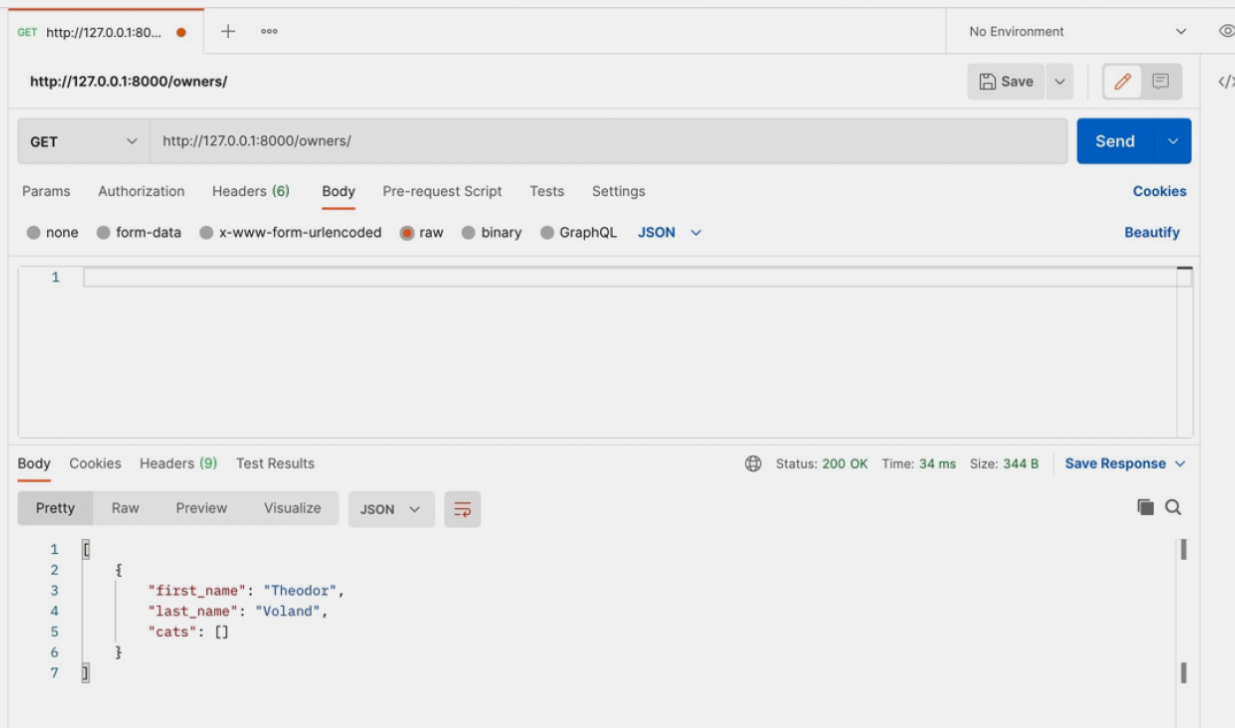 GET http://127.0.0.1:80... No Environment
http://127.0.0.1:8000/owners/ Save
GET http://127.0.0.1:8000/owners/ Send
Params Authorization Headers (6) Body Pre-request Script Tests Settings Cookies
none form-data x-www-form-urlencoded raw binary GraphQL JSON Beautify
1
Body Cookies Headers (9) Test Results Status: 200 OK Time: 34 ms Size: 344 B Save Response
Pretty Raw Preview Visualize JSON
1 [
2 {
3 "first_name": "Theodor",
4 "last_name": "Voland",
5 "cats": []
6 }
7 ]